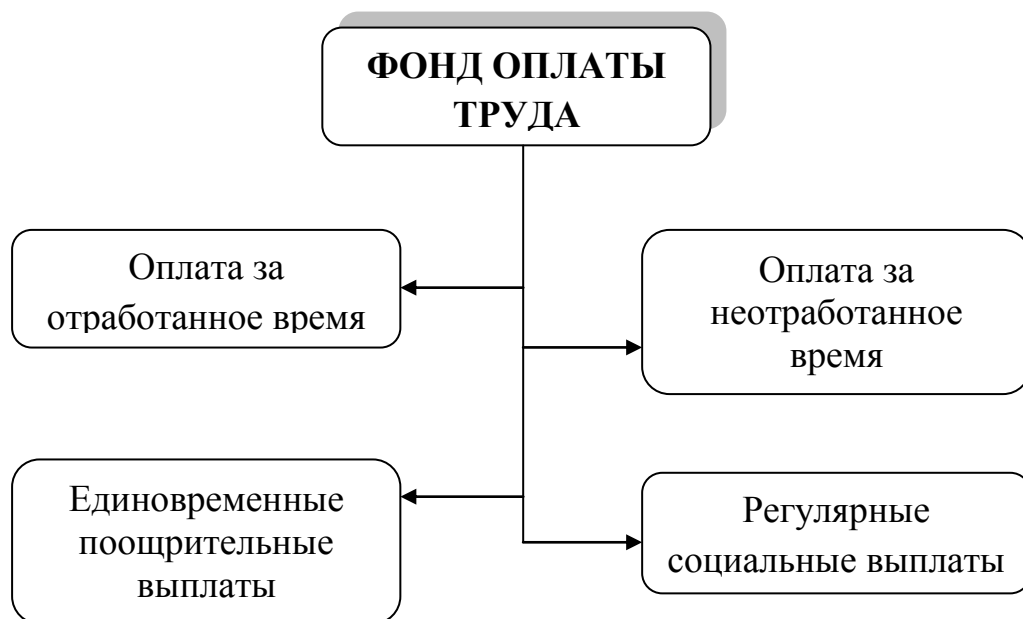 ФОНД ОПЛАТЫ
ТРУДА
Оплата за
отработанное время
Оплата за
неотработанное
время
Единовременные
поощрительные
выплаты
Регулярные
социальные выплаты